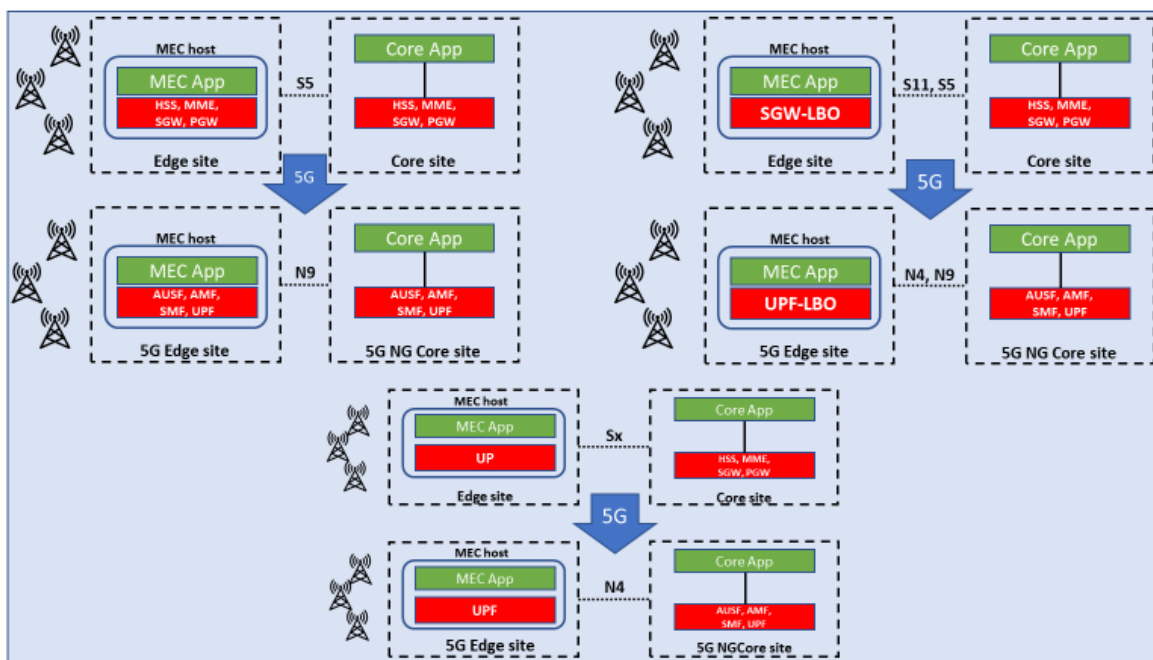 MEC host
MEC App
HSS, MME,
SGW, PGW
Edge site
S5
Core App
HSS, MME,
SGW, PGW
Core site
5G
MEC host
MEC App
AUSF, AMF,
SMF, UPF
5G Edge site
N9
Core App
AUSF, AMF,
SMF, UPF
5G NG Core site
MEC host
MEC App
SGW-LBO
Edge site
S11, S5
Core App
HSS, MME,
SGW, PGW
Core site
5G
MEC host
MEC App
UPF-LBO
5G Edge site
N4, N9
Core App
AUSF, AMF,
SMF, UPF
5G NG Core site
MEC host
MEC App
UP
Edge site
Sx
Core App
HSS, MME,
SGW, PGW
Core site
5G
MEC host
MEC App
UPF
5G Edge site
N4
Core App
AUSF, AMF,
SMF, UPF
5G NGCore site